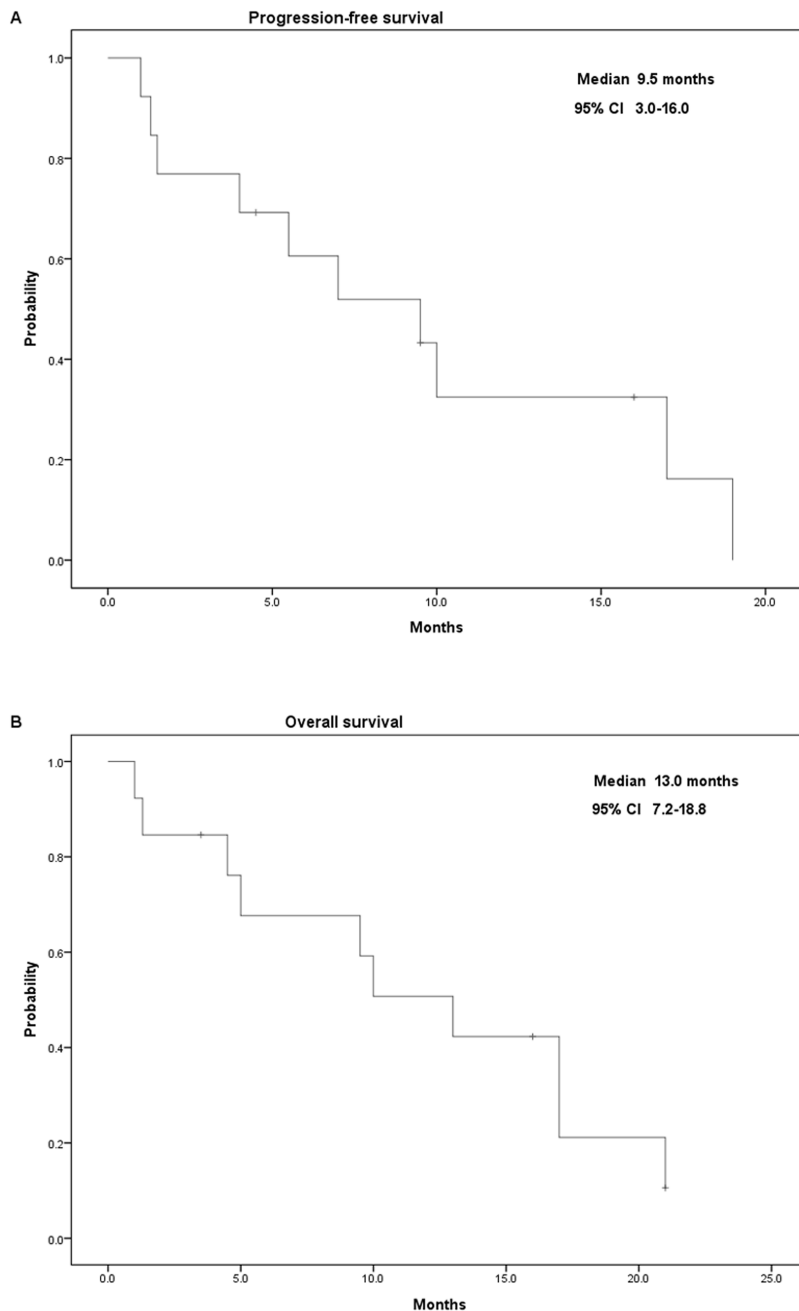 A
Progression-free survival
Median 9.5 months
95% CI 3.0-16.0
1.0
0.8
0.6
0.4
0.2
0.0
Probability
0.0 5.0 10.0 15.0 20.0
Months
B
Overall survival
Median 13.0 months
95% CI 7.2-18.8
1.0
0.8
0.6
0.4
0.2
0.0
Probability
0.0 5.0 10.0 15.0 20.0 25.0
Months